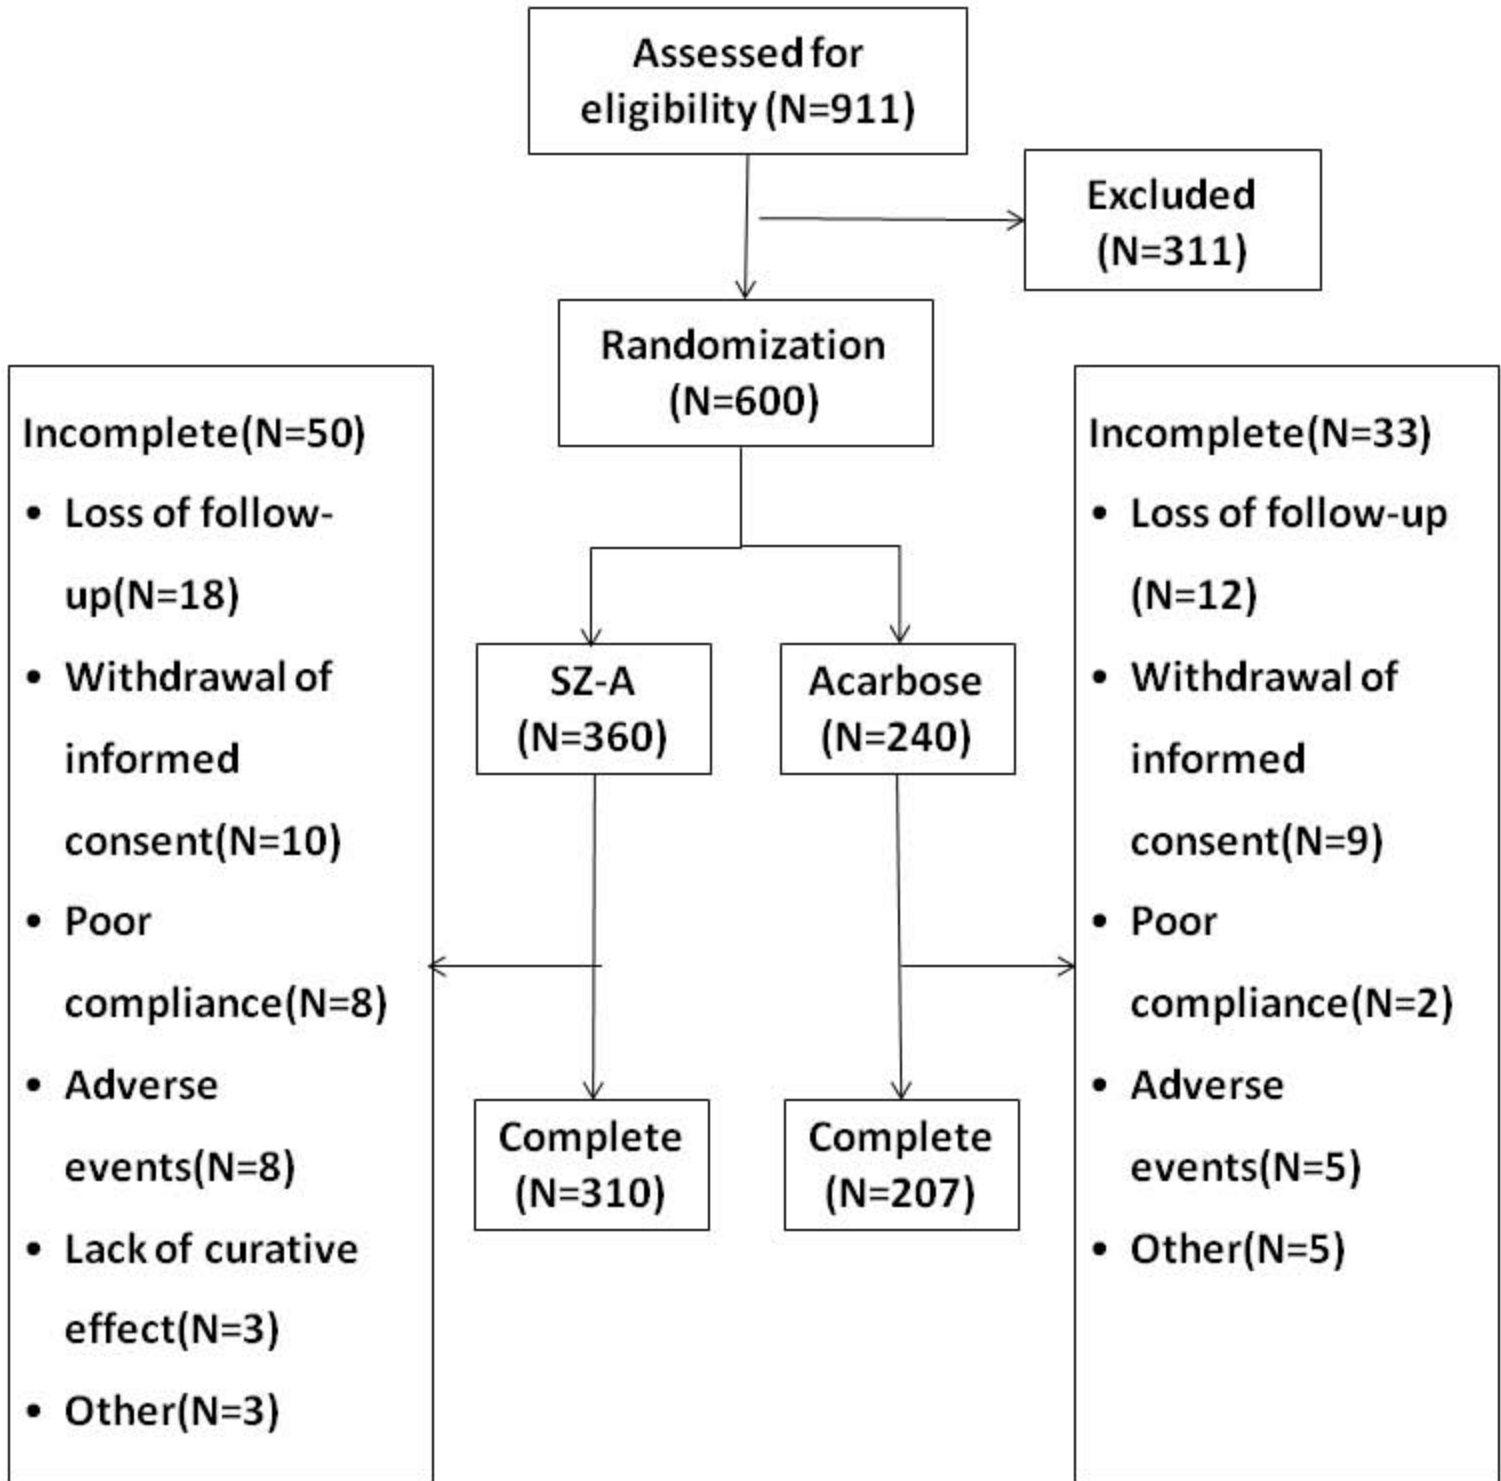 Assessed for
eligibility (N=911)
Excluded
(N=311)
Randomization
(N=600)
Incomplete(N=50)
• Loss of follow-
up(N=18)
• Withdrawal of
informed
consent(N=10)
• Poor
compliance(N=8)
• Adverse
events(N=8)
• Lack of curative
effect(N=3)
• Other(N=3)
SZ-A
(N=360)
Acarbose
(N=240)
Complete
(N=310)
Complete
(N=207)
Incomplete(N=33)
• Loss of follow-up
(N=12)
• Withdrawal of
informed
consent(N=9)
• Poor
compliance(N=2)
• Adverse
events(N=5)
• Other(N=5)